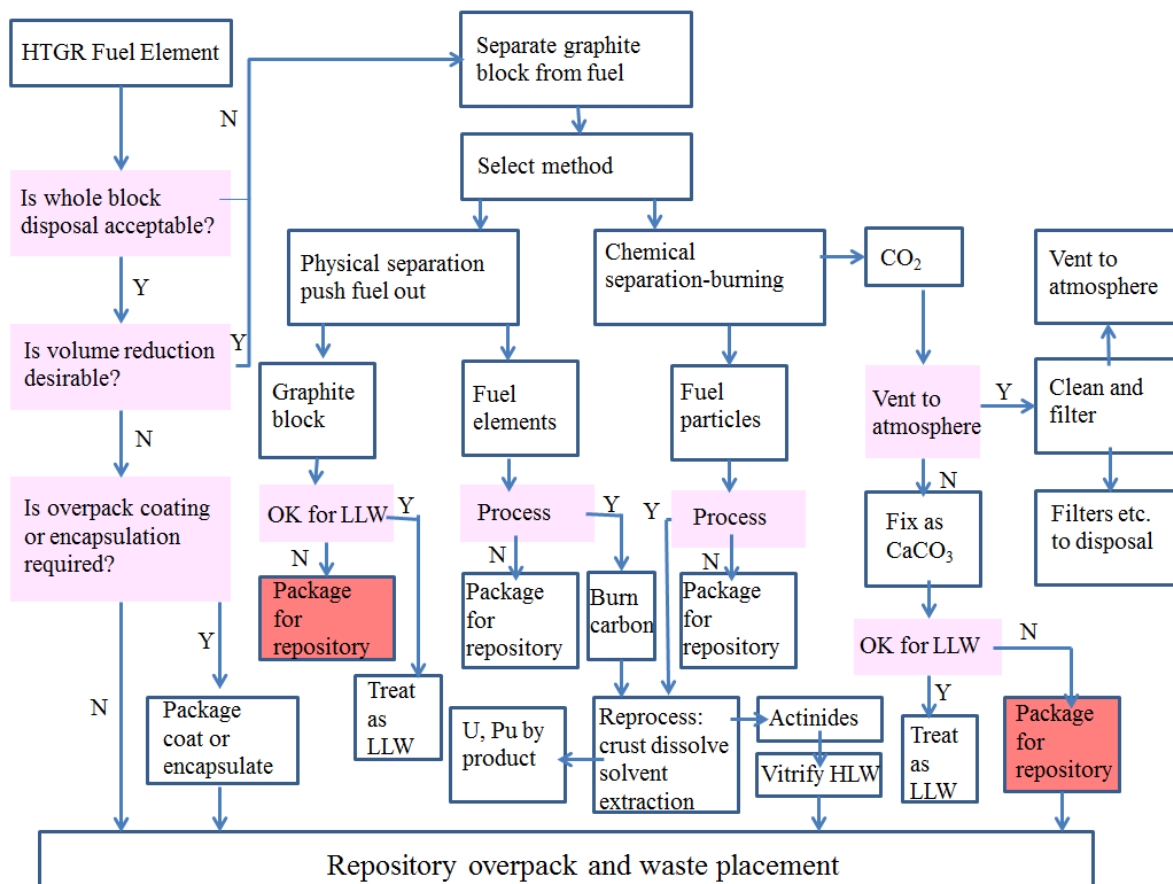 HTGR Fuel Element
Separate graphite
block from fuel
N
Select method
Is whole block
disposal acceptable?
Y
Physical separation
push fuel out
Chemical
separation-burning
CO2
Vent to
atmosphere
Is volume reduction
desirable?
Y
N
Graphite
block
Fuel
elements
Fuel
particles
Vent to
atmosphere
Y
Clean and
filter
N
Is overpack coating
or encapsulation
required?
OK for LLW
Y
N
Process
Y
N
Y
Process
N
Fix as
CaCO3
Filters etc.
to disposal
Package
for
repository
Package
for
repository
Burn
carbon
Package
for
repository
OK for LLW
N
Y
Y
N
Package
coat or
encapsulate
Treat
as
LLW
U, Pu by
product
Reprocess:
crust dissolve
solvent
extraction
Actinides
Vitrify HLW
Treat
as
LLW
Package
for
repository
Repository overpack and waste placement